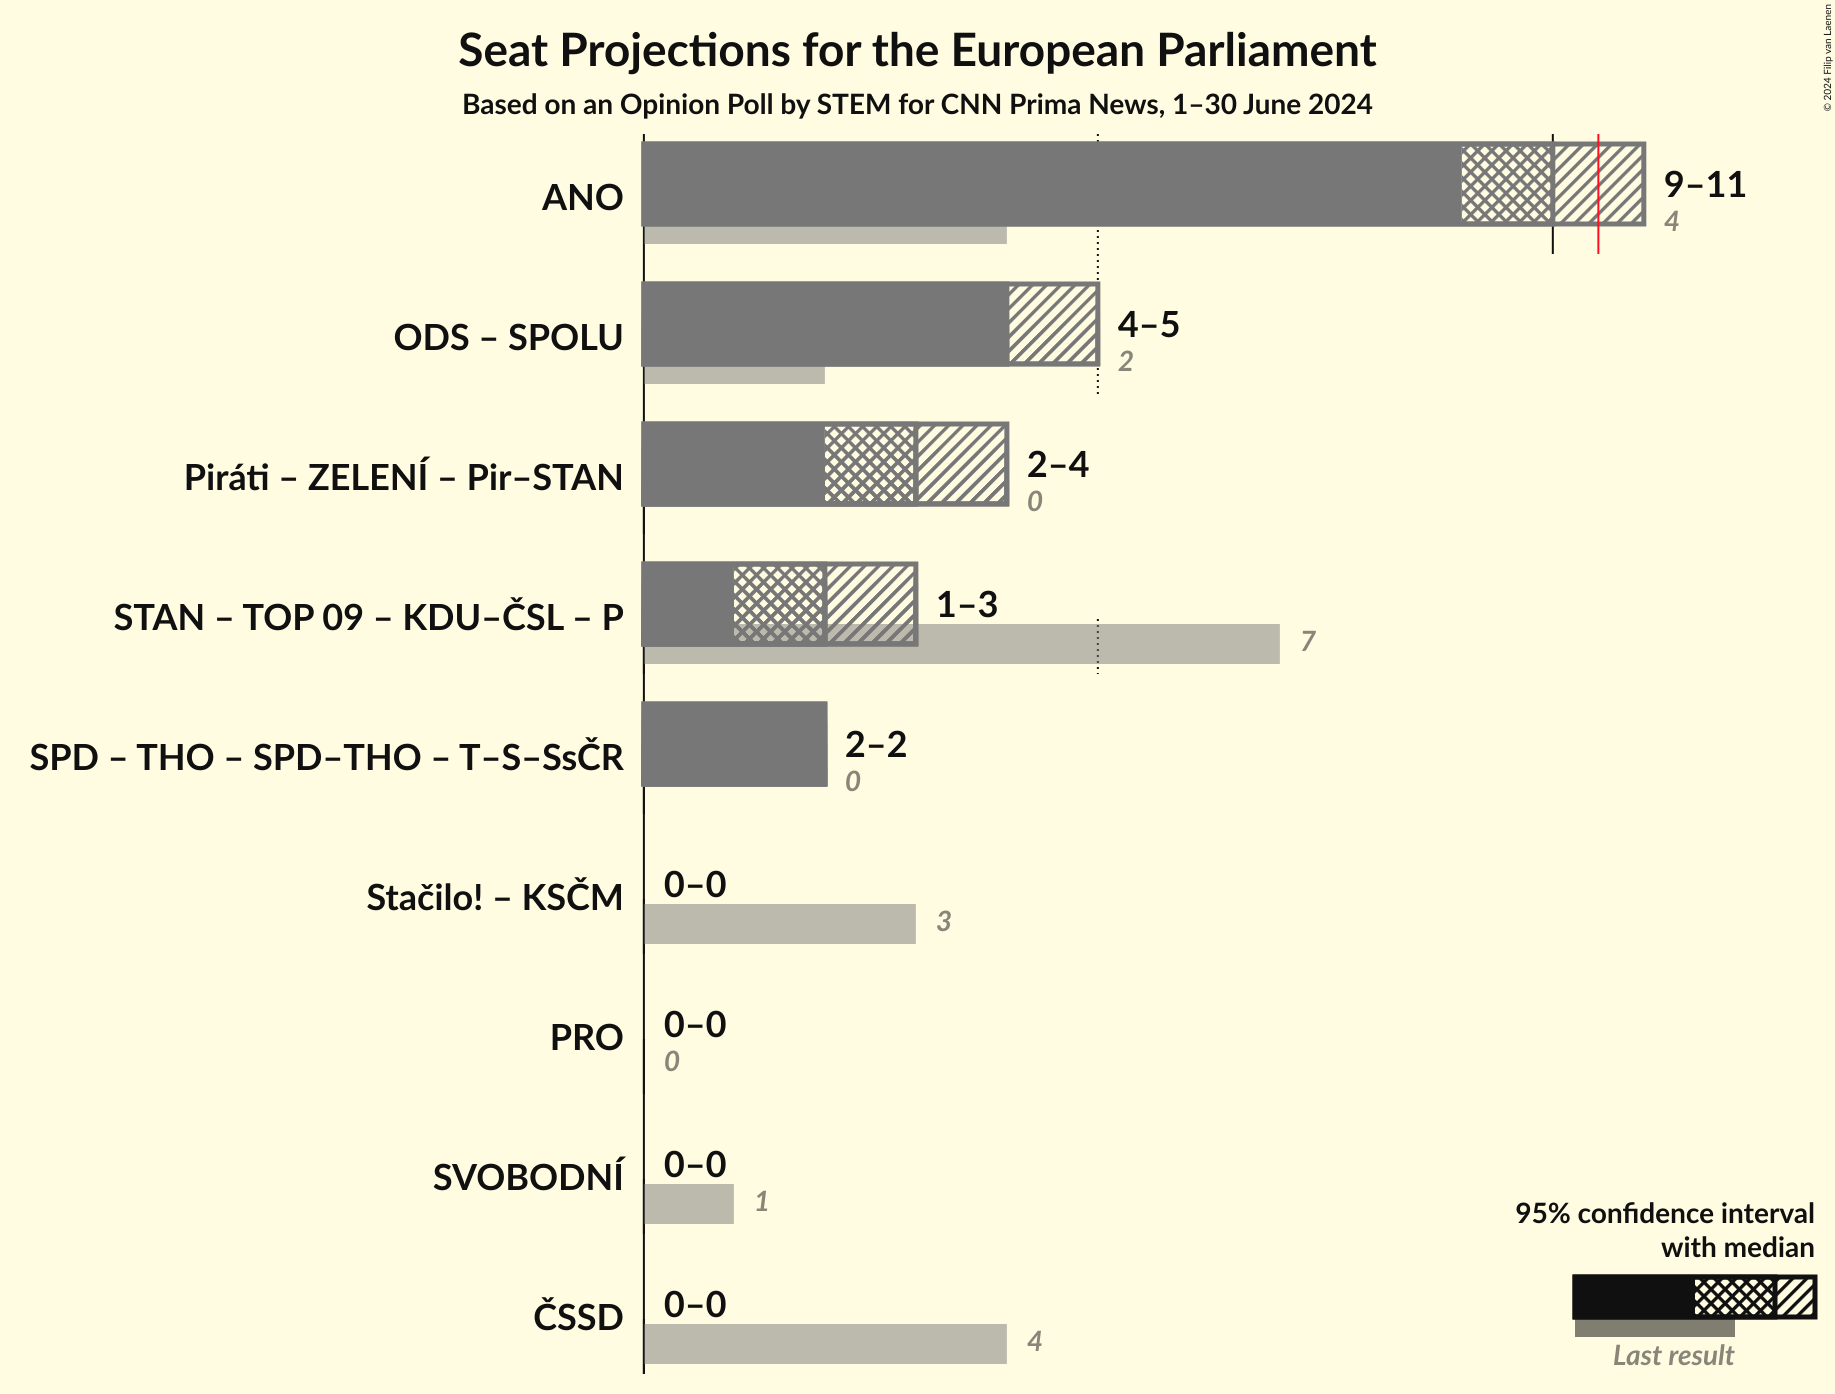 Seat Projections for the European Parliament
Based on an Opinion Poll by STEM for CNN Prima News, 1–30 June 2024
© 2024 Filip van Laenen
ANO
9–11
4
ODS – SPOLU
4–5
2
Piráti – ZELENÍ – Pir–STAN
2–4
0
STAN – TOP 09 – KDU–ČSL – P
1–3
7
SPD – THO – SPD–THO – T–S–SsČR
2–2
0
Stačilo! – KSČM
0–0
3
PRO
0–0
0
SVOBODNÍ
0–0
1
ČSSD
0–0
4
95% confidence interval
with median
Last result